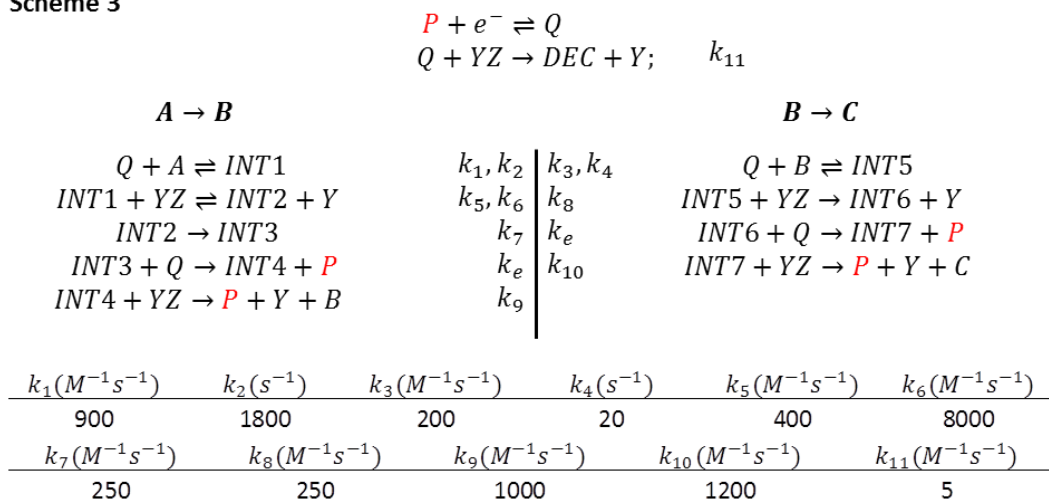 Scheme 3
P + e⁻ ⇌ Q
Q + YZ → DEC + Y; k₁₁
A → B B → C
Q + A ⇌ INT1 k₁, k₂ k₃, k₄ Q + B ⇌ INT5
INT1 + YZ ⇌ INT2 + Y k₅, k₆ k₈ INT5 + YZ → INT6 + Y
INT2 → INT3 k₇ kₑ INT6 + Q → INT7 + P
INT3 + Q → INT4 + P kₑ k₁₀ INT7 + YZ → P + Y + C
INT4 + YZ → P + Y + B k₉
k₁(M⁻¹s⁻¹) k₂(s⁻¹) k₃(M⁻¹s⁻¹) k₄(s⁻¹) k₅(M⁻¹s⁻¹) k₆(M⁻¹s⁻¹)
900 1800 200 20 400 8000
k₇(M⁻¹s⁻¹) k₈(M⁻¹s⁻¹) k₉(M⁻¹s⁻¹) k₁₀(M⁻¹s⁻¹) k₁₁(M⁻¹s⁻¹)
250 250 1000 1200 5